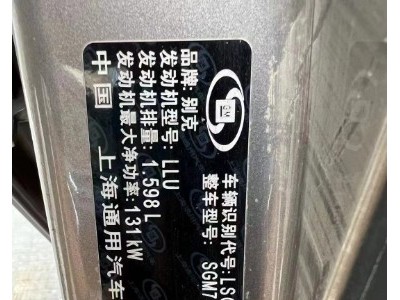 品牌: 别克
发动机型号: LLU
发动机排量: 1.598L
发动机最大净功率:131kW
中国 上海通用汽车
GM
车辆识别代号:LSG
整车型号: SGM7